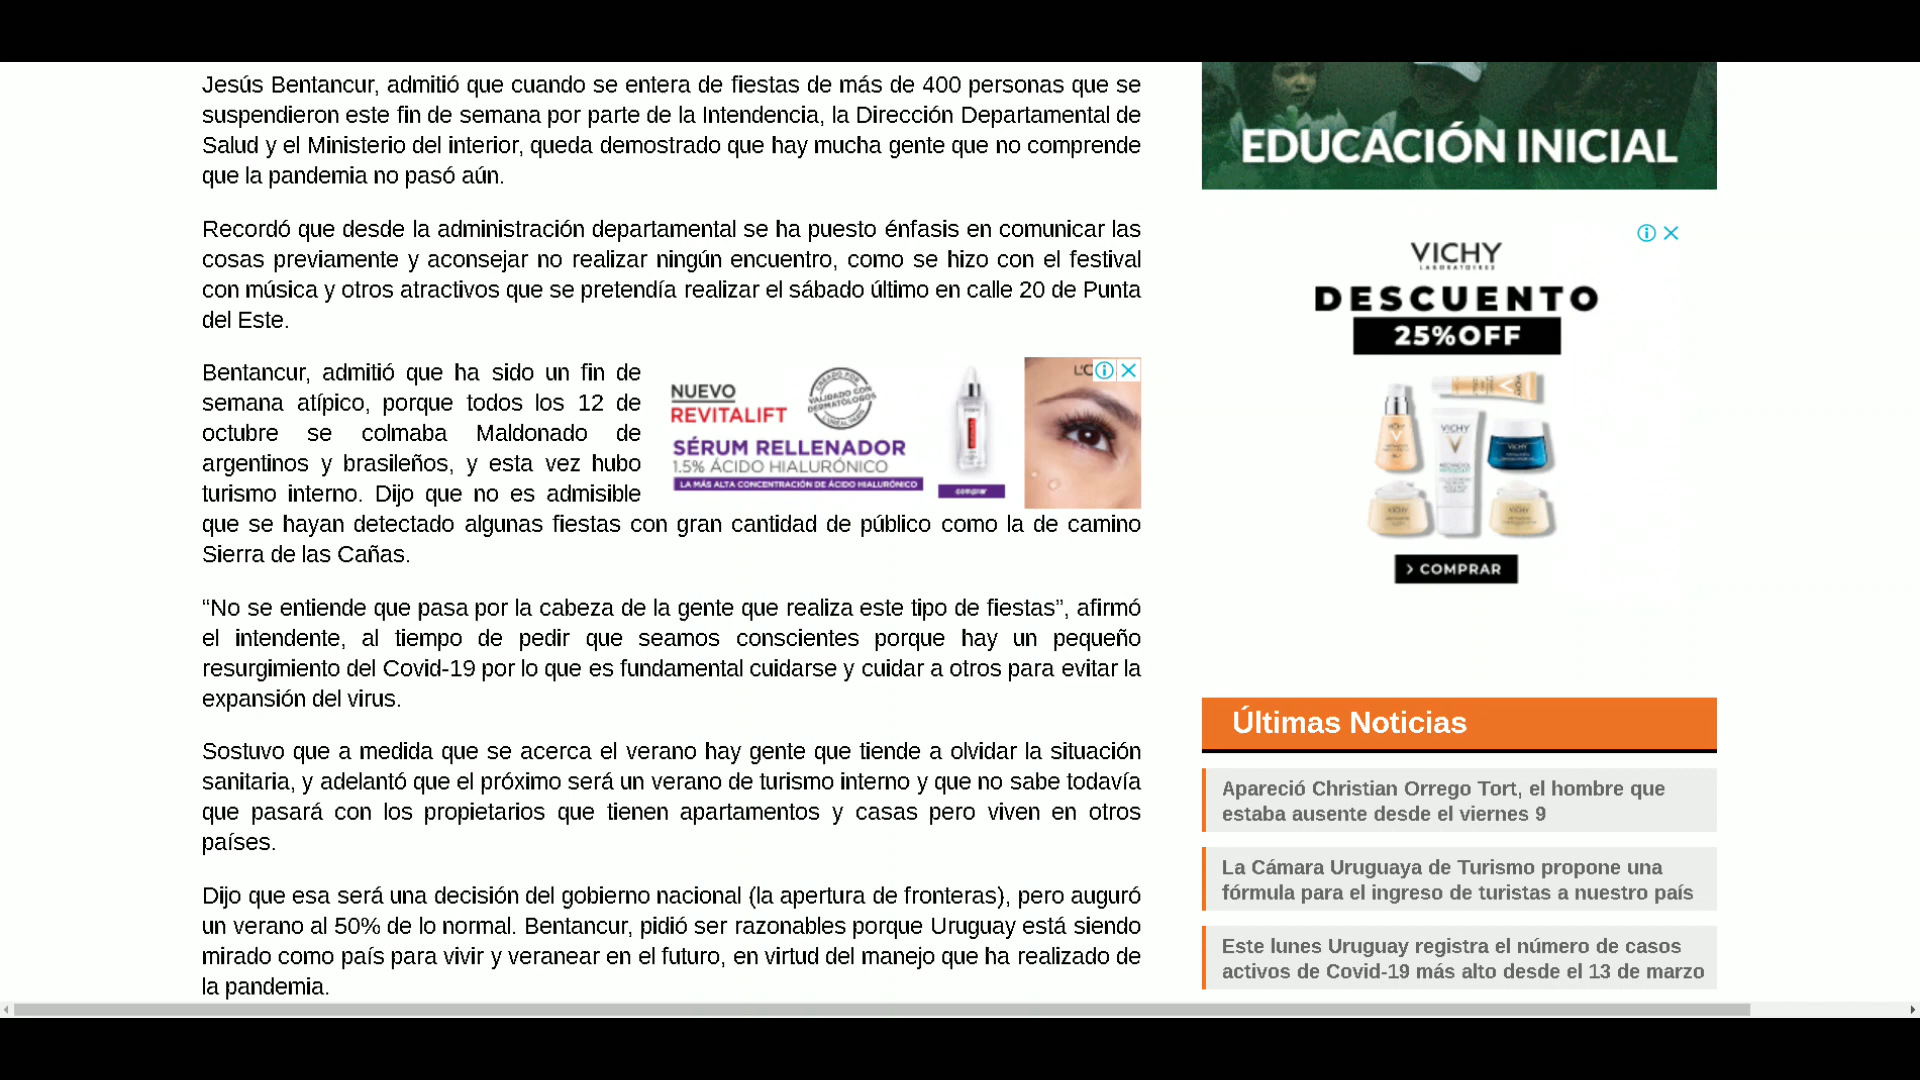 Jesús Bentancur, admitió que cuando se entera de fiestas de más de 400 personas que se
suspendieron este fin de semana por parte de la Intendencia, la Dirección Departamental de
Salud y el Ministerio del interior, queda demostrado que hay mucha gente que no comprende
que la pandemia no pasó aún.
Recordó que desde la administración departamental se ha puesto énfasis en comunicar las
cosas previamente y aconsejar no realizar ningún encuentro, como se hizo con el festival
con música y otros atractivos que se pretendía realizar el sábado último en calle 20 de Punta
del Este.
Bentancur, admitió que ha sido un fin de
semana atípico, porque todos los 12 de
octubre se colmaba Maldonado de
argentinos y brasileños, y esta vez hubo
turismo interno. Dijo que no es admisible
que se hayan detectado algunas fiestas con gran cantidad de público como la de camino
Sierra de las Cañas.
“No se entiende que pasa por la cabeza de la gente que realiza este tipo de fiestas”, afirmó
el intendente, al tiempo de pedir que seamos conscientes porque hay un pequeño
resurgimiento del Covid-19 por lo que es fundamental cuidarse y cuidar a otros para evitar la
expansión del virus.
Sostuvo que a medida que se acerca el verano hay gente que tiende a olvidar la situación
sanitaria, y adelantó que el próximo será un verano de turismo interno y que no sabe todavía
que pasará con los propietarios que tienen apartamentos y casas pero viven en otros
países.
Dijo que esa será una decisión del gobierno nacional (la apertura de fronteras), pero auguró
un verano al 50% de lo normal. Bentancur, pidió ser razonables porque Uruguay está siendo
mirado como país para vivir y veranear en el futuro, en virtud del manejo que ha realizado de
la pandemia.
NUEVO
REVITALIFT
CREADO POR
VALIDADO CON
DERMATÓLOGOS
SÉRUM RELLENADOR
1.5% ÁCIDO HIALURÓNICO
LA MÁS ALTA CONCENTRACIÓN DE ÁCIDO HIALURÓNICO
comprar
EDUCACIÓN INICIAL
VICHY
LABORATOIRES
DESCUENTO
25%OFF
VICHY
VICHY
VICHY
COMPRAR
Últimas Noticias
Apareció Christian Orrego Tort, el hombre que
estaba ausente desde el viernes 9
La Cámara Uruguaya de Turismo propone una
fórmula para el ingreso de turistas a nuestro país
Este lunes Uruguay registra el número de casos
activos de Covid-19 más alto desde el 13 de marzo